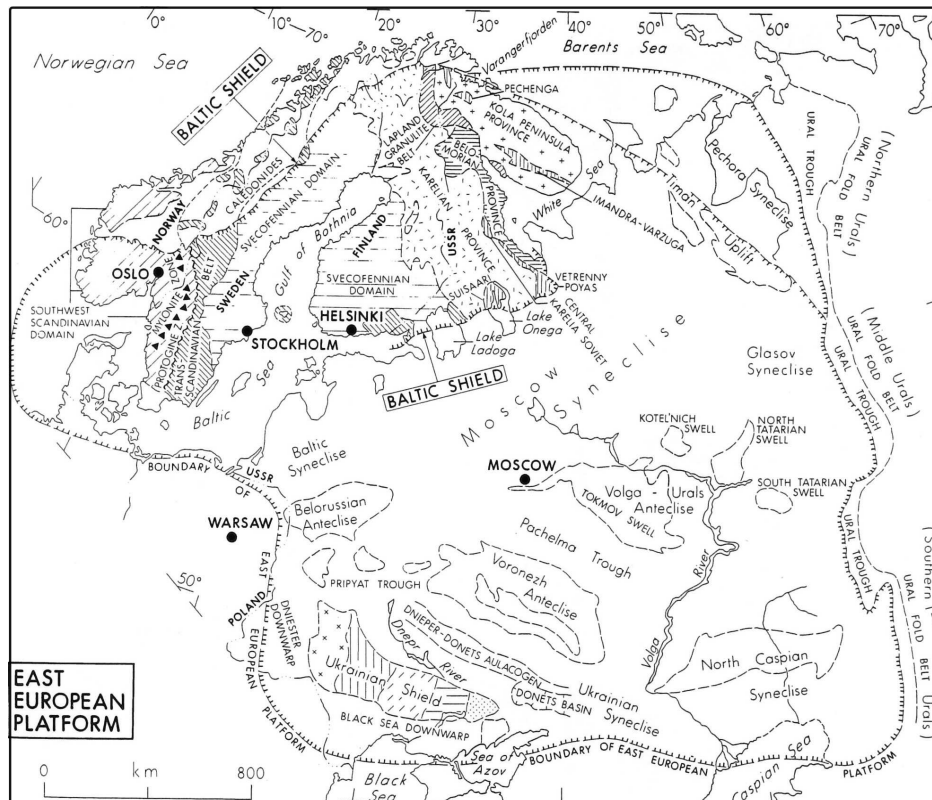 0°
10°
20°
30°
40°
50°
60°
70°
70°
Norwegian Sea
Barents Sea
Varangerfjorden
PECHENGA
BALTIC SHIELD
KOLA PENINSULA
PROVINCE
LAPLAND
GRANULITE
BELT
BELO-
MORIAN
PROVINCE
White Sea
IMANDRA-VARZUGA
Timan Uplift
Pechora
Syneclise
URAL TROUGH
URAL FOLD BELT
(Northern Urals)
60°
NORWAY
CALEDONIDES
SVECOFENNIAN DOMAIN
Gulf of Bothnia
FINLAND
KARELIAN
PROVINCE
USSR
OSLO
SWEDEN
SOUTHWEST
SCANDINAVIAN
DOMAIN
MYLONITE ZONE
PROTOGINE
TRANS-
SCANDINAVIAN
BELT
SVECOFENNIAN
DOMAIN
SUSAARI
VETRENNY
POYAS
CENTRAL
KARELIA SOVIET
HELSINKI
STOCKHOLM
Lake
Onega
Lake
Ladoga
BALTIC SHIELD
Baltic Sea
Moscow Syneclise
Glasov
Syneclise
URAL TROUGH
URAL FOLD BELT
(Middle Urals)
KOTEL'NICH
SWELL
NORTH
TATARIAN
SWELL
BOUNDARY OF EAST EUROPEAN PLATFORM
USSR
Baltic
Syneclise
MOSCOW
Volga - Urals
Anteclise
TOKMOV SWELL
SOUTH TATARIAN
SWELL
WARSAW
Belorussian
Anteclise
Pachelma
Trough
Volga River
URAL TROUGH
50°
POLAND
PRIPYAT TROUGH
Voronezh
Anteclise
DNIESTER
DOWNWARP
DNIEPER-DONETS AULACOGEN
Dnepr
River
Ukrainian
Shield
DONETS BASIN
Ukrainian
Syneclise
North Caspian
Syneclise
URAL FOLD BELT
(Southern Urals)
EAST
EUROPEAN
PLATFORM
BLACK SEA DOWNWARP
Sea of
Azov
BOUNDARY OF EAST EUROPEAN PLATFORM
0 km 800
Black
Sea
Caspian Sea